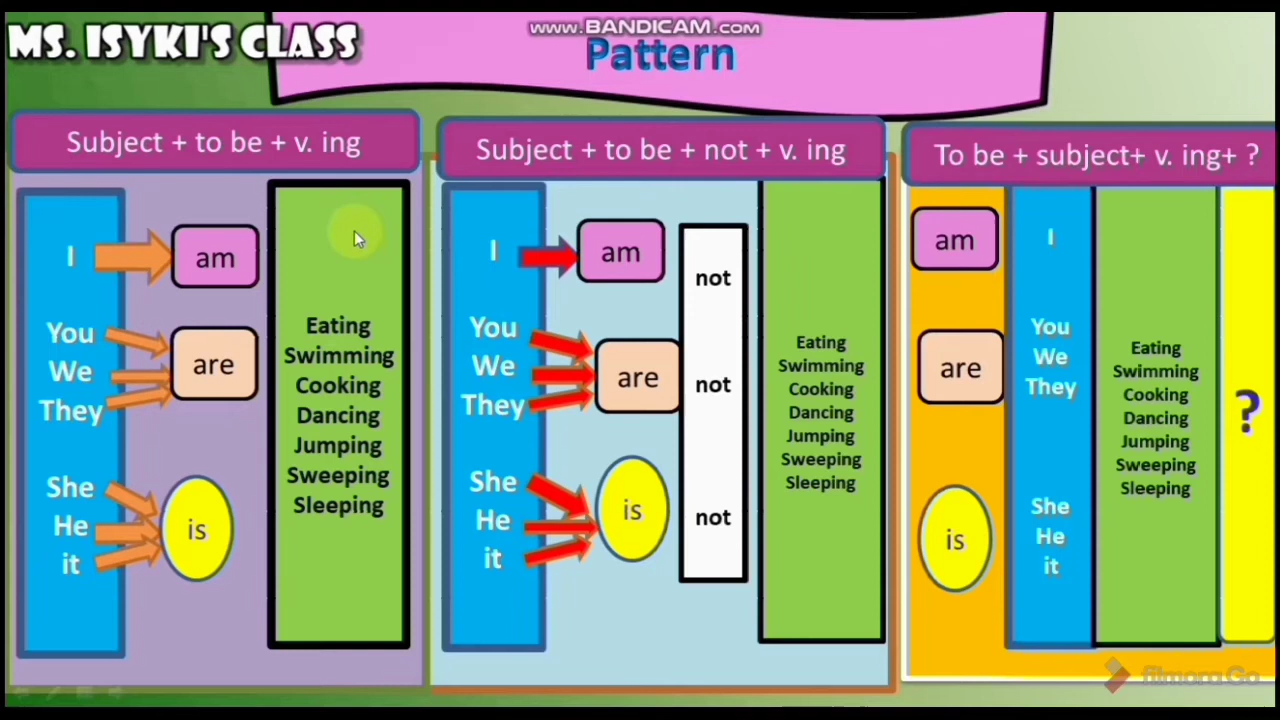 www.BANDICAM.com
MS. ISYKI'S CLASS
Pattern
Subject + to be + v. ing
I
am
You
We
They
are
She
He
it
is
Eating
Swimming
Cooking
Dancing
Jumping
Sweeping
Sleeping
Subject + to be + not + v. ing
I
am
not
You
We
They
are
not
She
He
it
is
not
Eating
Swimming
Cooking
Dancing
Jumping
Sweeping
Sleeping
To be + subject+ v. ing+ ?
am
I
are
You
We
They
is
She
He
it
Eating
Swimming
Cooking
Dancing
Jumping
Sweeping
Sleeping
?
filmoraGo